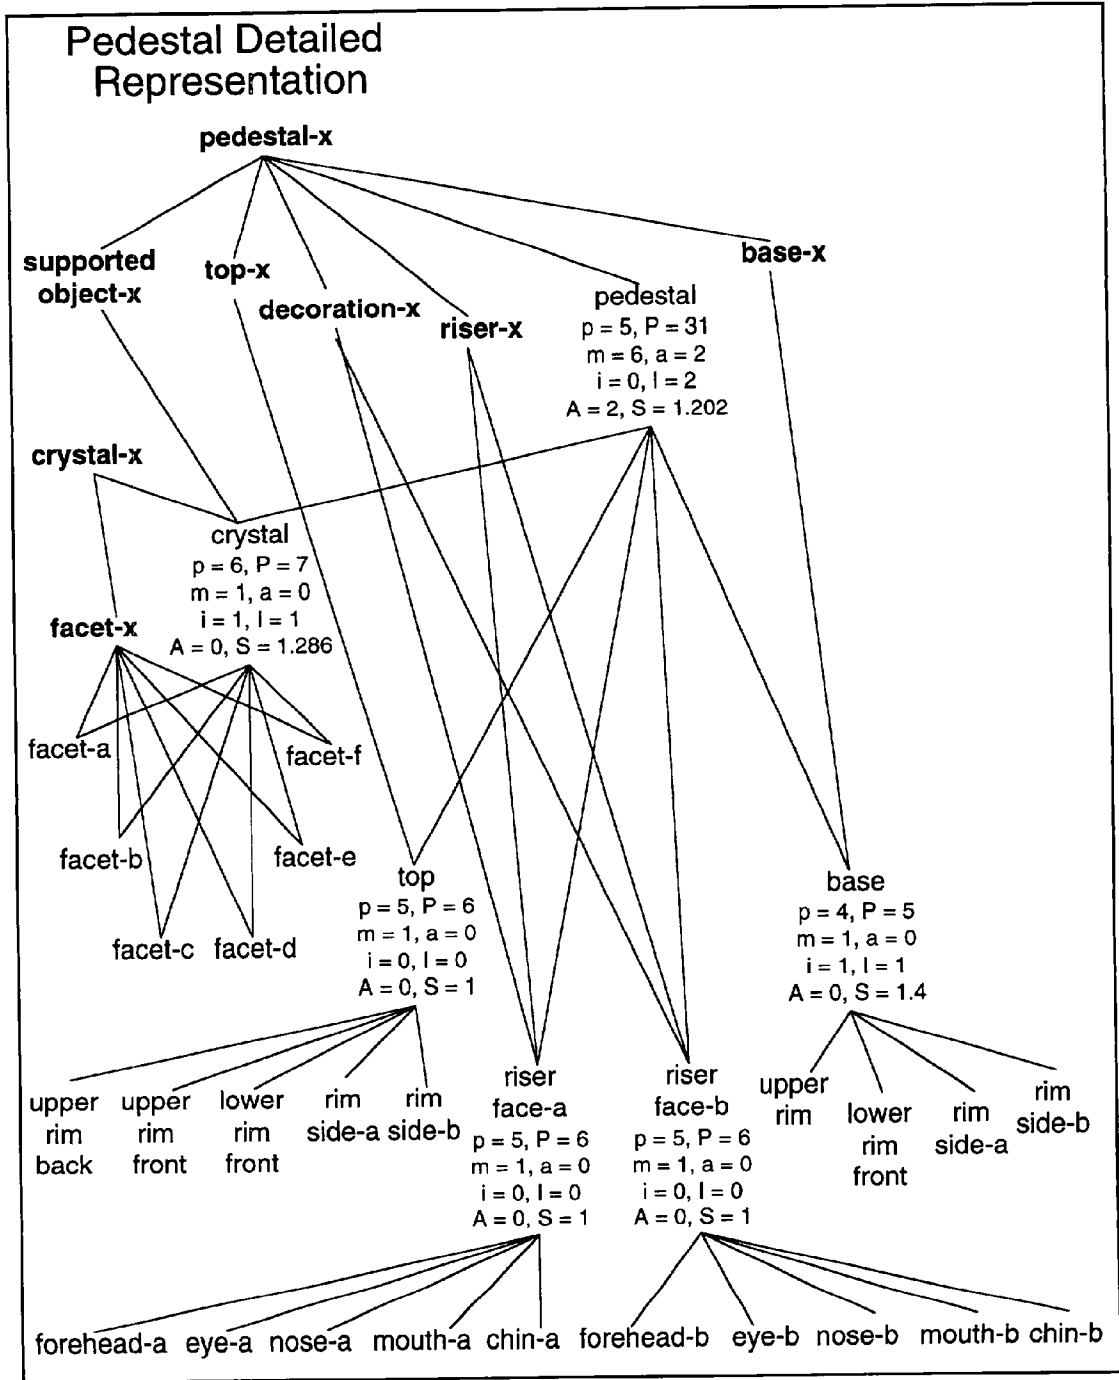 Pedestal Detailed
Representation
pedestal-x
supported
object-x
top-x
decoration-x
riser-x
base-x
pedestal
p = 5, P = 31
m = 6, a = 2
i = 0, I = 2
A = 2, S = 1.202
crystal-x
crystal
p = 6, P = 7
m = 1, a = 0
i = 1, I = 1
A = 0, S = 1.286
facet-x
facet-a
facet-f
facet-b
facet-e
facet-c
facet-d
top
p = 5, P = 6
m = 1, a = 0
i = 0, I = 0
A = 0, S = 1
base
p = 4, P = 5
m = 1, a = 0
i = 1, I = 1
A = 0, S = 1.4
upper
rim
back
upper
rim
front
lower
rim
front
rim
side-a
rim
side-b
riser
face-a
p = 5, P = 6
m = 1, a = 0
i = 0, I = 0
A = 0, S = 1
riser
face-b
p = 5, P = 6
m = 1, a = 0
i = 0, I = 0
A = 0, S = 1
upper
rim
lower
rim
front
rim
side-a
rim
side-b
forehead-a eye-a nose-a mouth-a chin-a forehead-b eye-b nose-b mouth-b chin-b